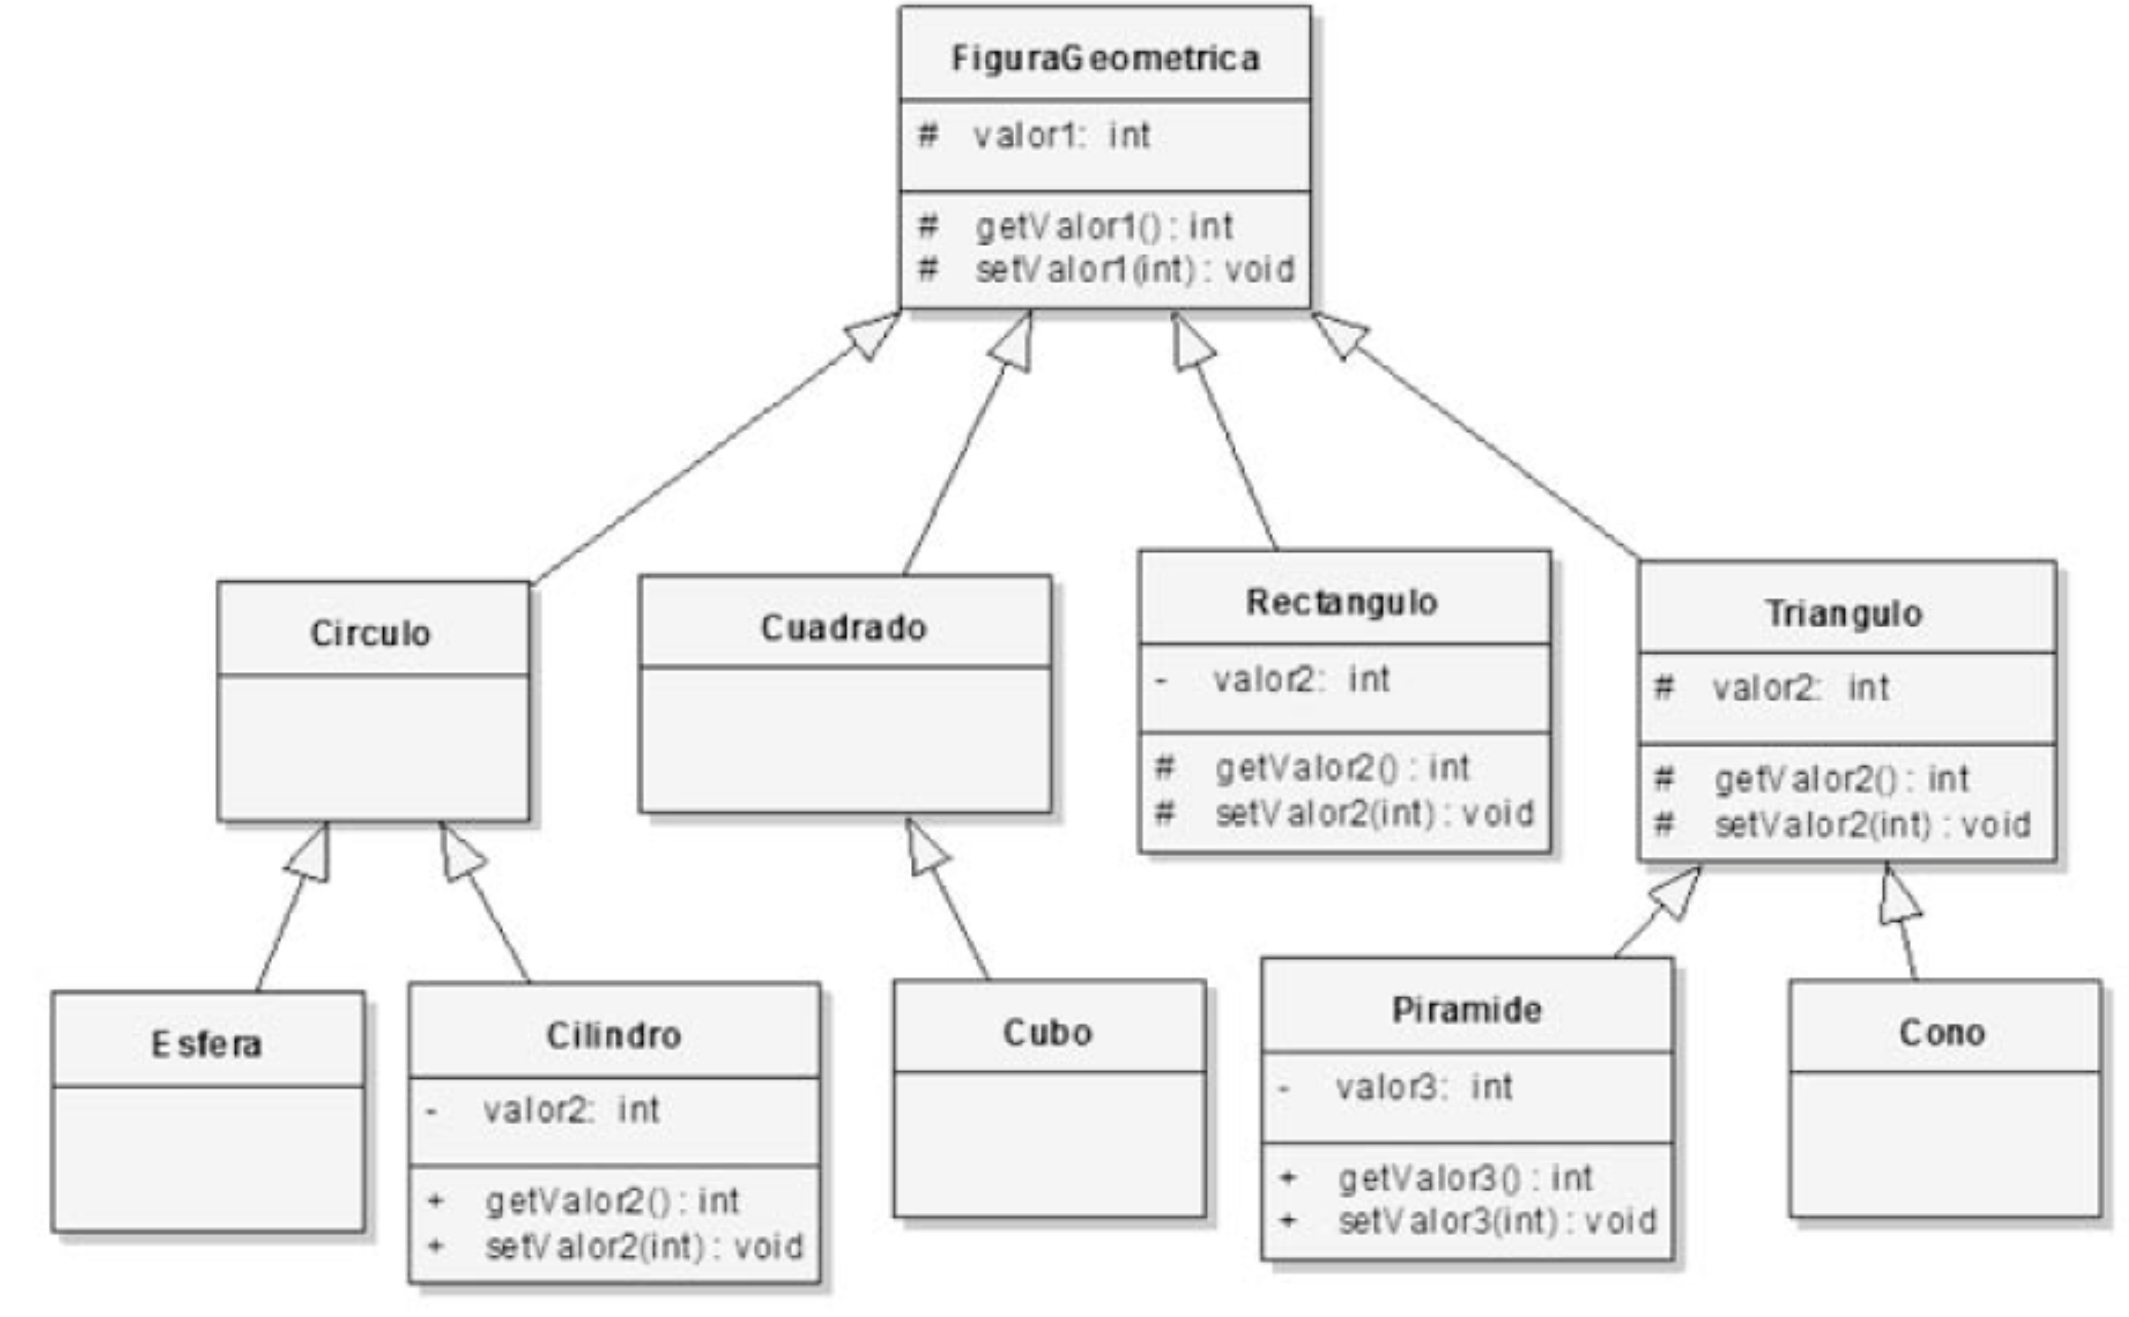 FiguraGeometrica
# valor1: int
# getValor1() : int
# setValor1(int) : void
Circulo
Cuadrado
Rectangulo
- valor2: int
# getValor2() : int
# setValor2(int) : void
Triangulo
# valor2: int
# getValor2() : int
# setValor2(int) : void
Esfera
Cilindro
- valor2: int
+ getValor2() : int
+ setValor2(int) : void
Cubo
Piramide
- valor3: int
+ getValor3() : int
+ setValor3(int) : void
Cono